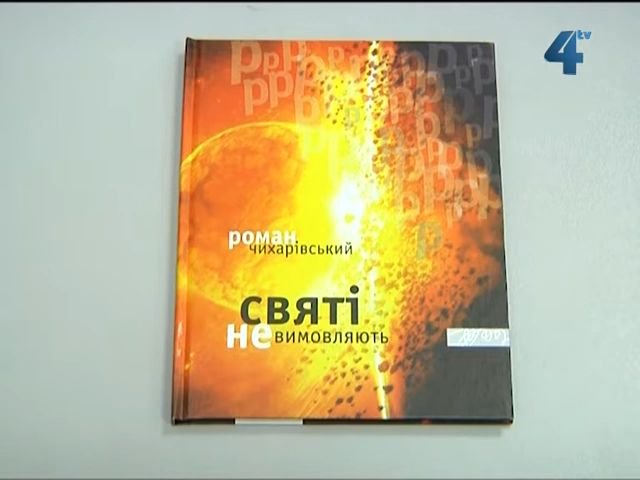 4tv
роман
чихарівський
СВЯТІ
не
вимовляють